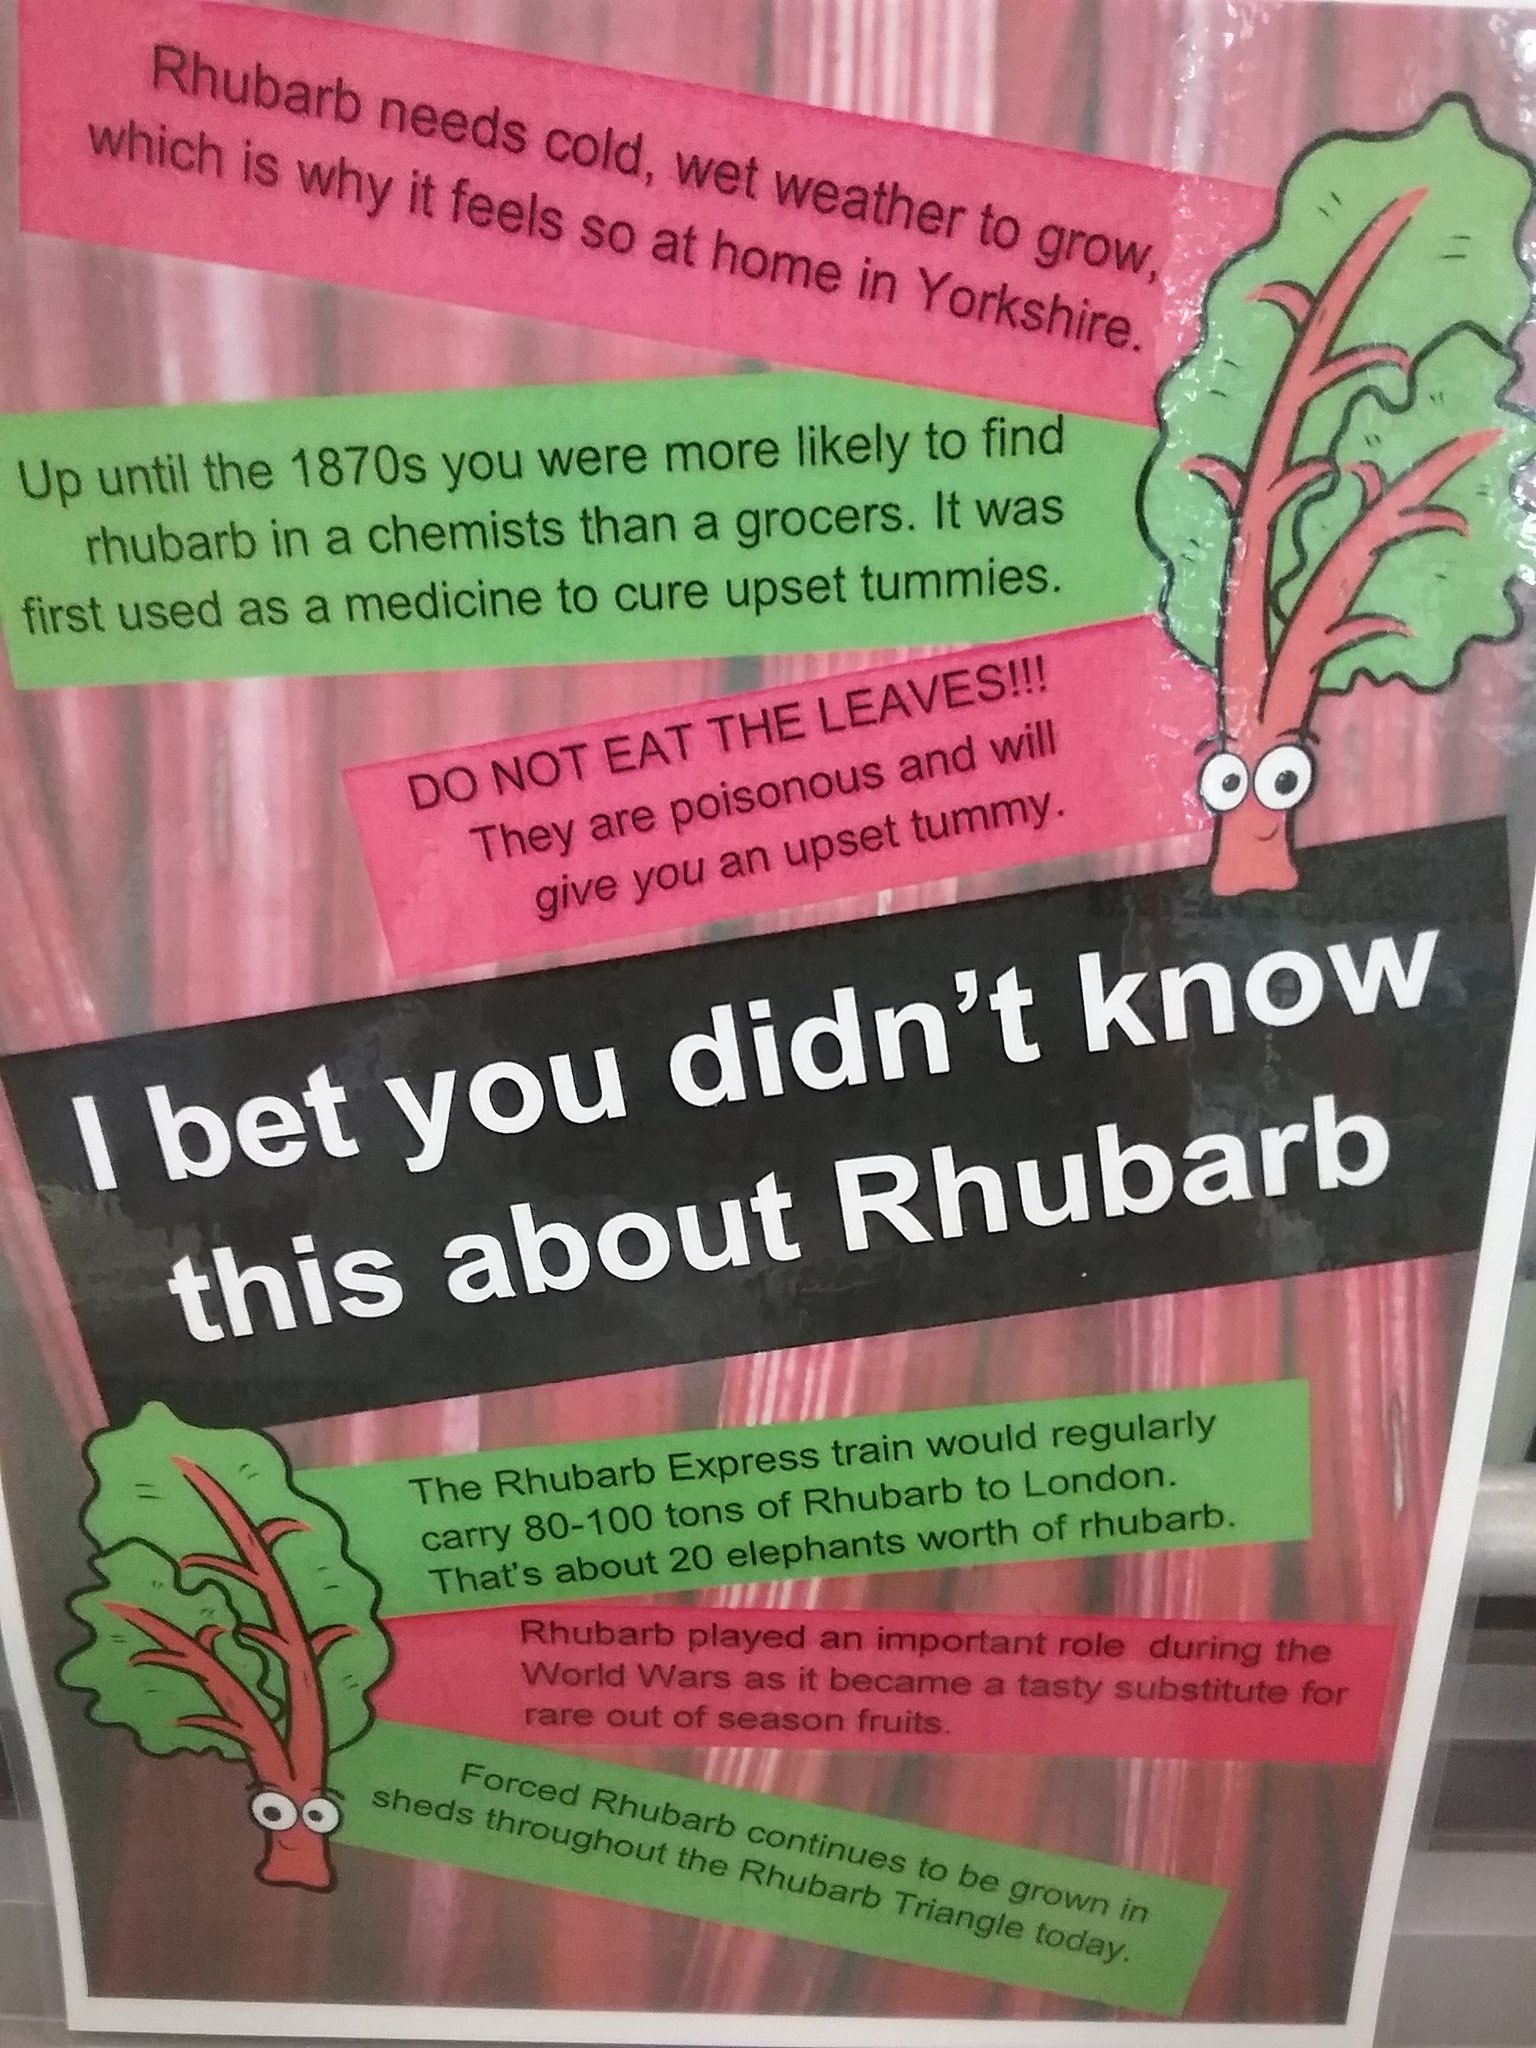 Rhubarb needs cold, wet weather to grow,
which is why it feels so at home in Yorkshire.
Up until the 1870s you were more likely to find
rhubarb in a chemists than a grocers. It was
first used as a medicine to cure upset tummies.
DO NOT EAT THE LEAVES!!!
They are poisonous and will
give you an upset tummy.
I bet you didn't know
this about Rhubarb
The Rhubarb Express train would regularly
carry 80-100 tons of Rhubarb to London.
That's about 20 elephants worth of rhubarb.
Rhubarb played an important role during the
World Wars as it became a tasty substitute for
rare out of season fruits.
Forced Rhubarb continues to be grown in
sheds throughout the Rhubarb Triangle today.